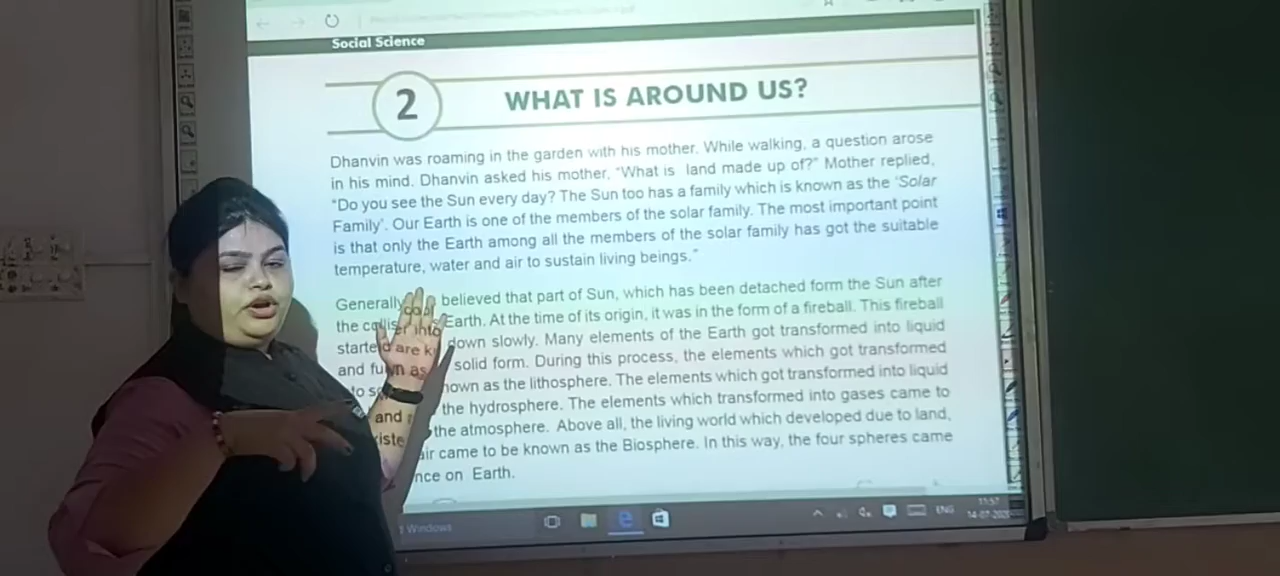 Social Science
2 WHAT IS AROUND US?
Dhanvin was roaming in the garden with his mother. While walking, a question arose
in his mind. Dhanvin asked his mother, "What is land made up of?" Mother replied,
"Do you see the Sun every day? The Sun too has a family which is known as the 'Solar
Family'. Our Earth is one of the members of the solar family. The most important point
is that only the Earth among all the members of the solar family has got the suitable
temperature, water and air to sustain living beings."
Generally believed that part of Sun, which has been detached form the Sun after
the Earth. At the time of its origin, it was in the form of a fireball. This fireball
down slowly. Many elements of the Earth got transformed into liquid
and solid form. During this process, the elements which got transformed
as the lithosphere. The elements which got transformed into liquid
and the hydrosphere. The elements which transformed into gases came to
the atmosphere. Above all, the living world which developed due to land,
air came to be known as the Biosphere. In this way, the four spheres came
on Earth.
Windows
ENG
11:57